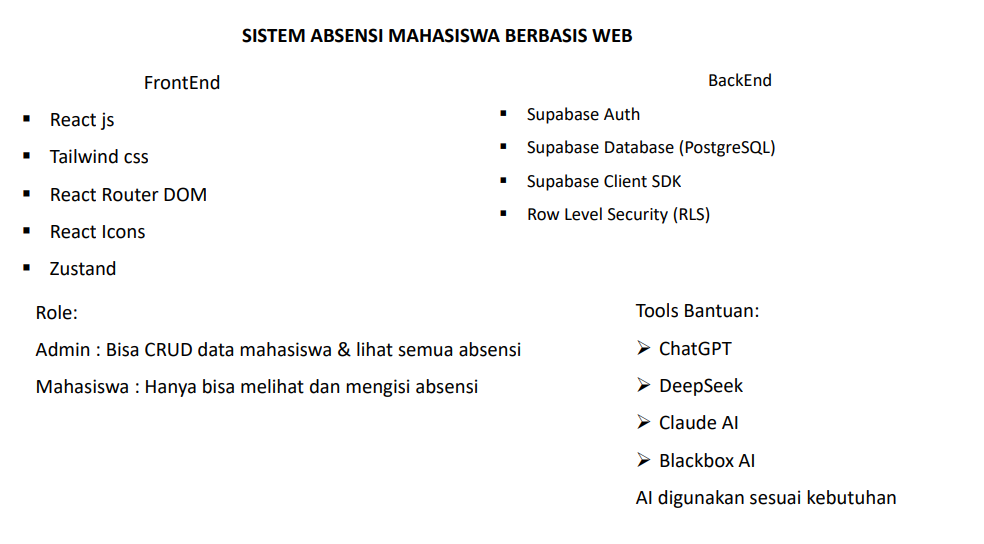 SISTEM ABSENSI MAHASISWA BERBASIS WEB
FrontEnd
▪ React js
▪ Tailwind css
▪ React Router DOM
▪ React Icons
▪ Zustand
BackEnd
▪ Supabase Auth
▪ Supabase Database (PostgreSQL)
▪ Supabase Client SDK
▪ Row Level Security (RLS)
Role:
Admin : Bisa CRUD data mahasiswa & lihat semua absensi
Mahasiswa : Hanya bisa melihat dan mengisi absensi
Tools Bantuan:
➢ ChatGPT
➢ DeepSeek
➢ Claude AI
➢ Blackbox AI
AI digunakan sesuai kebutuhan